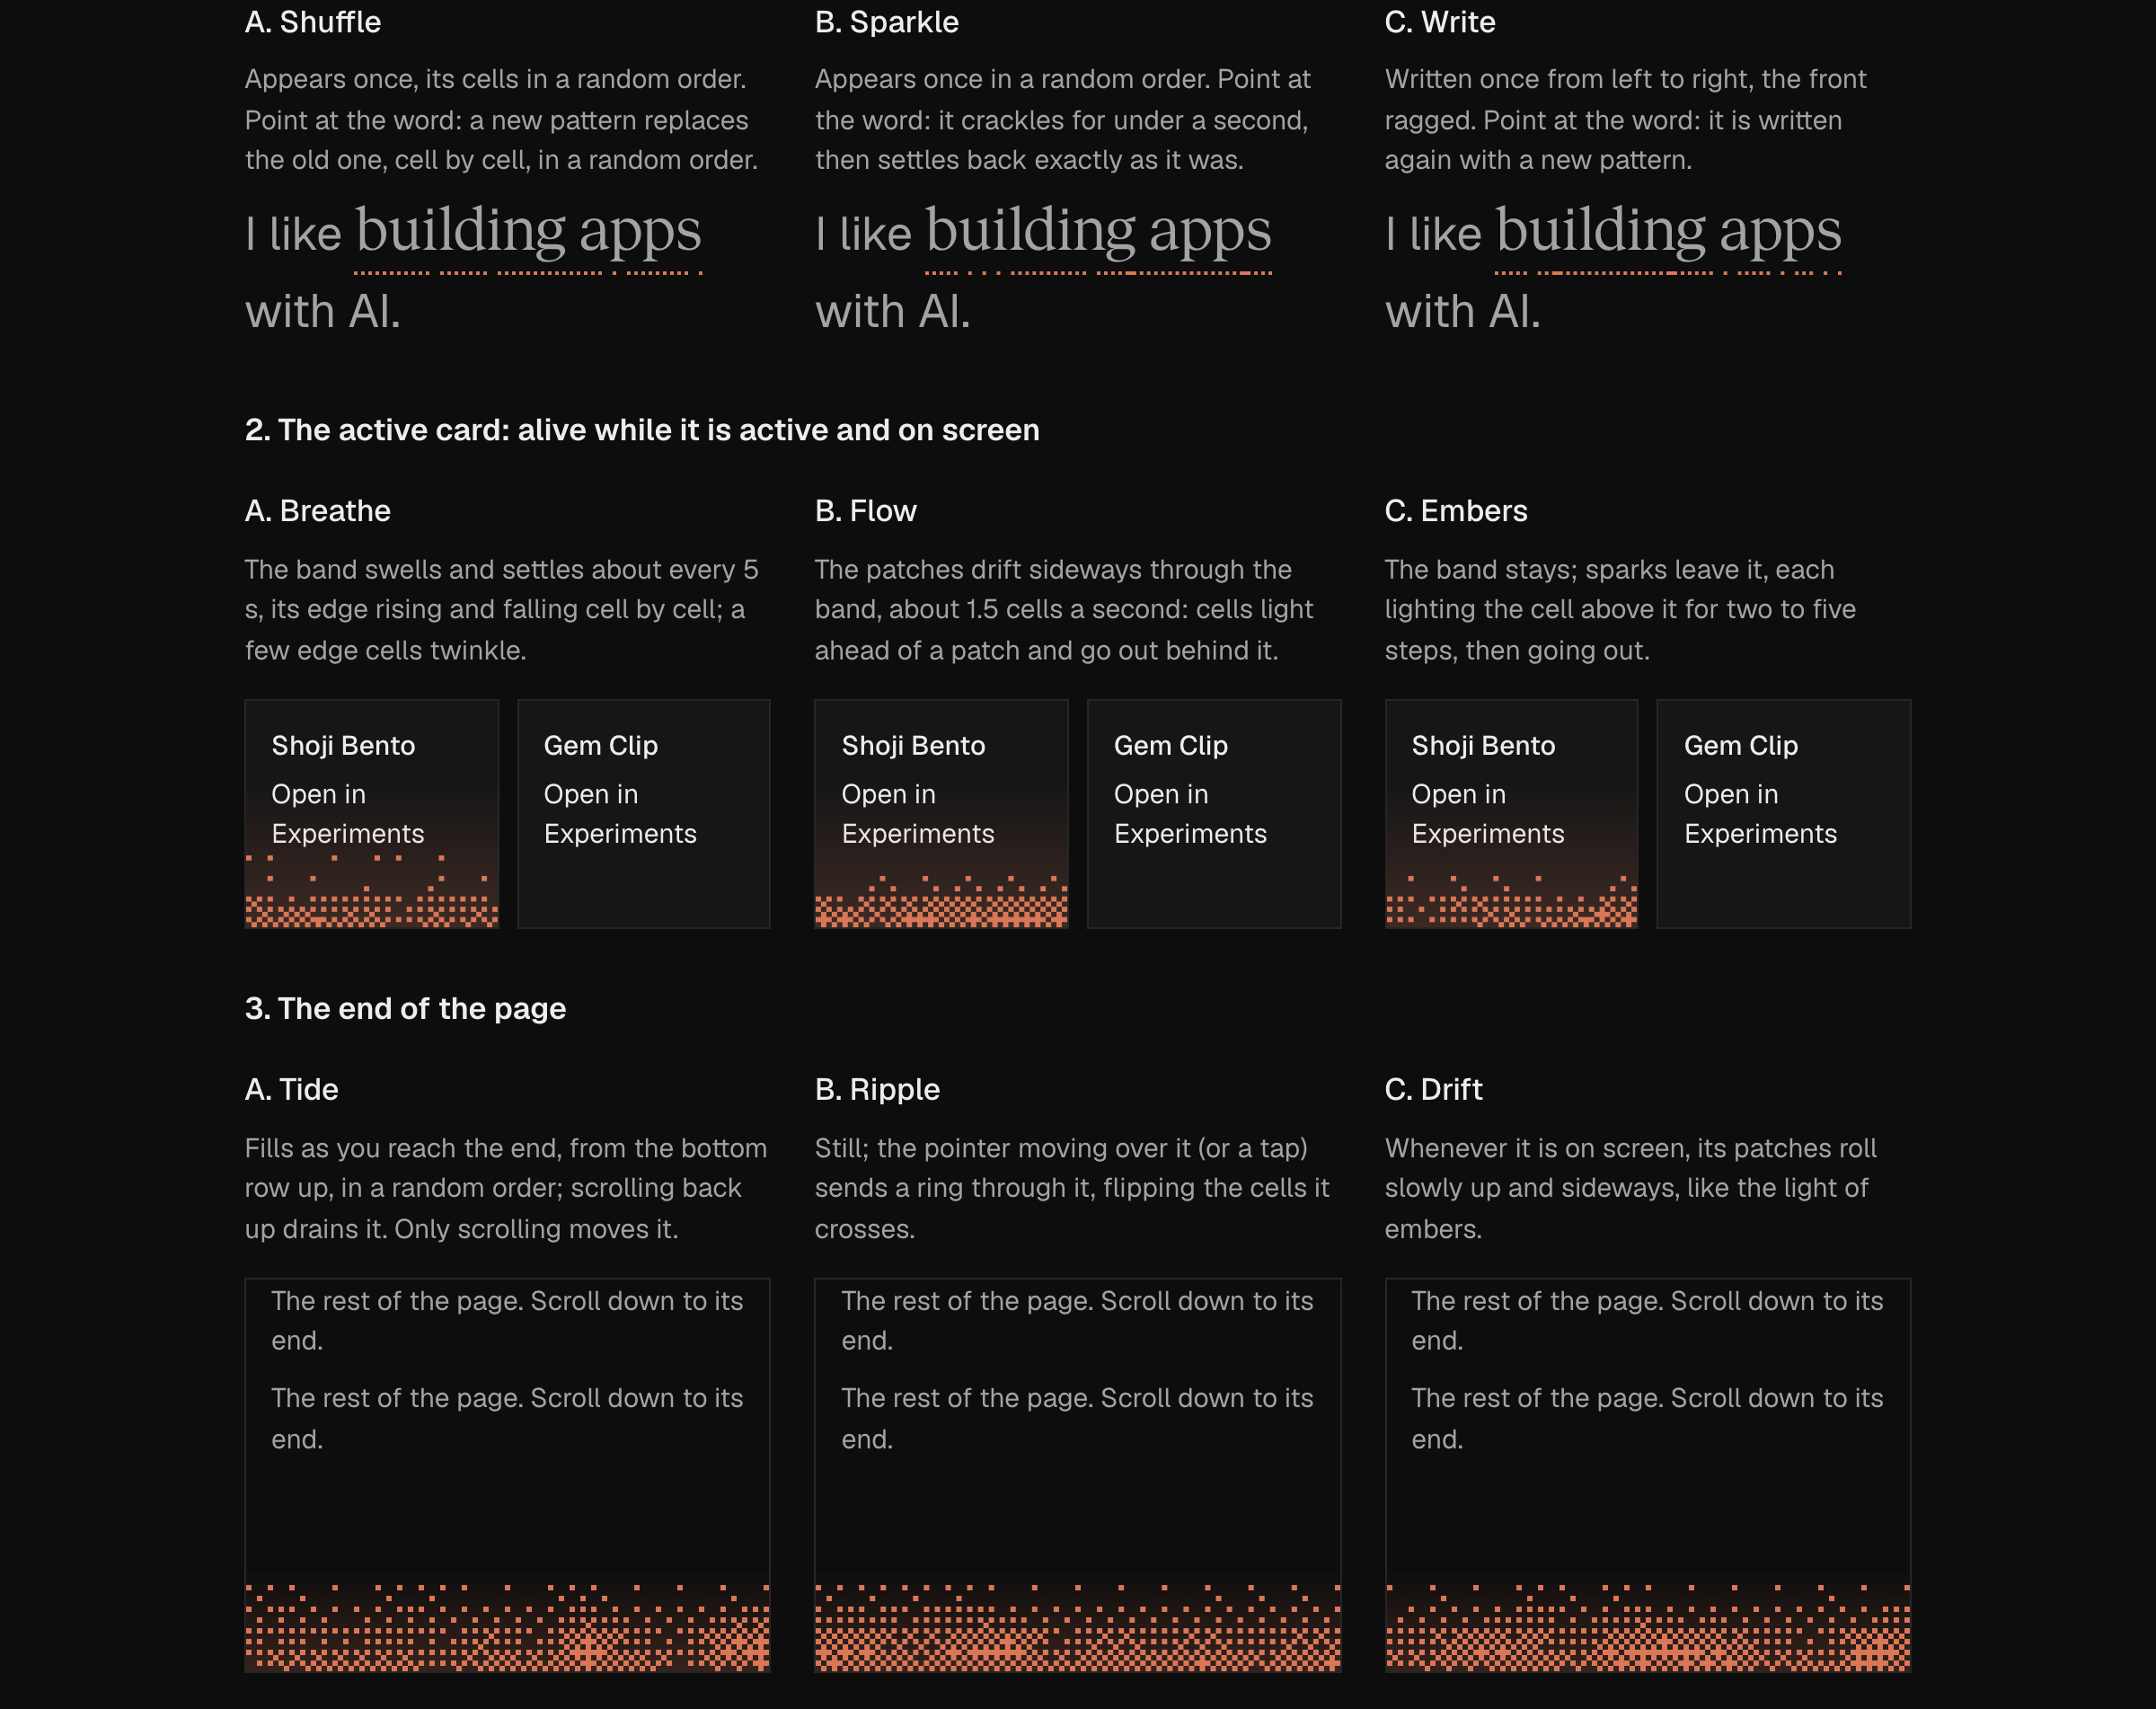 A. Shuffle
Appears once, its cells in a random order.
Point at the word: a new pattern replaces
the old one, cell by cell, in a random order.
I like building apps
with AI.
B. Sparkle
Appears once in a random order. Point at
the word: it crackles for under a second,
then settles back exactly as it was.
I like building apps
with AI.
C. Write
Written once from left to right, the front
ragged. Point at the word: it is written
again with a new pattern.
I like building apps
with AI.
2. The active card: alive while it is active and on screen
A. Breathe
The band swells and settles about every 5
s, its edge rising and falling cell by cell; a
few edge cells twinkle.
Shoji Bento
Open in
Experiments
Gem Clip
Open in
Experiments
B. Flow
The patches drift sideways through the
band, about 1.5 cells a second: cells light
ahead of a patch and go out behind it.
Shoji Bento
Open in
Experiments
Gem Clip
Open in
Experiments
C. Embers
The band stays; sparks leave it, each
lighting the cell above it for two to five
steps, then going out.
Shoji Bento
Open in
Experiments
Gem Clip
Open in
Experiments
3. The end of the page
A. Tide
Fills as you reach the end, from the bottom
row up, in a random order; scrolling back
up drains it. Only scrolling moves it.
The rest of the page. Scroll down to its
end.
The rest of the page. Scroll down to its
end.
B. Ripple
Still; the pointer moving over it (or a tap)
sends a ring through it, flipping the cells it
crosses.
The rest of the page. Scroll down to its
end.
The rest of the page. Scroll down to its
end.
C. Drift
Whenever it is on screen, its patches roll
slowly up and sideways, like the light of
embers.
The rest of the page. Scroll down to its
end.
The rest of the page. Scroll down to its
end.